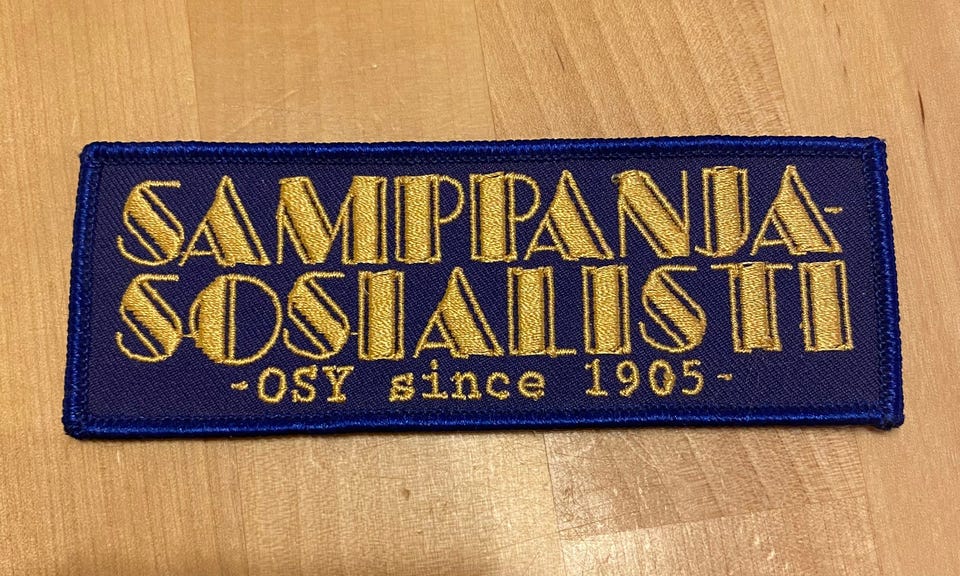 SAMPPANJA-
SOSIALISTI
-OSY since 1905-